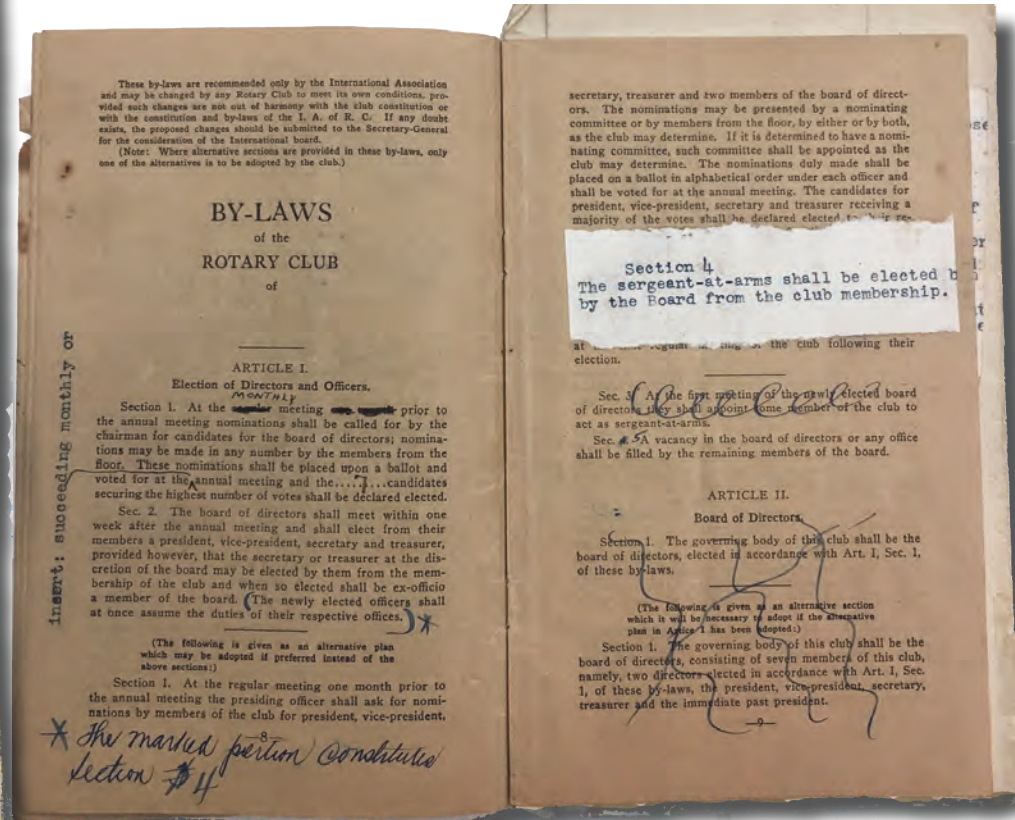 These by-laws are recommended only by the International Association
and may be changed by any Rotary Club to meet its own conditions, pro-
vided such changes are not out of harmony with the club constitution or
with the constitution and by-laws of the I. A. of R. C. If any doubt
exists, the proposed changes should be submitted to the Secretary-General
for the consideration of the International board.
(Note: Where alternative sections are provided in these by-laws, only
one of the alternatives is to be adopted by the club.)
BY-LAWS
of the
ROTARY CLUB
of
insert: succeeding monthly or
ARTICLE I.
Election of Directors and Officers.
MONTHLY
Section 1. At the meeting prior to
the annual meeting nominations shall be called for by the
chairman for candidates for the board of directors; nomina-
tions may be made in any number by the members from the
floor. These nominations shall be placed upon a ballot and
voted for at the annual meeting and the.....7...candidates
securing the highest number of votes shall be declared elected.
Sec. 2. The board of directors shall meet within one
week after the annual meeting and shall elect from their
members a president, vice-president, secretary and treasurer,
provided however, that the secretary or treasurer at the dis-
cretion of the board may be elected by them from the mem-
bership of the club and when so elected shall be ex-officio
a member of the board. (The newly elected officers shall
at once assume the duties of their respective offices.) *
(The following is given as an alternative plan
which may be adopted if preferred instead of the
above sections:)
Section 1. At the regular meeting one month prior to
the annual meeting the presiding officer shall ask for nomi-
nations by members of the club for president, vice-president,
—8—
* The marked portion constitutes
section 4
secretary, treasurer and two members of the board of direct-
ors. The nominations may be presented by a nominating
committee or by members from the floor, by either or by both,
as the club may determine. If it is determined to have a nomi-
nating committee, such committee shall be appointed as the
club may determine. The nominations duly made shall be
placed on a ballot in alphabetical order under each officer and
shall be voted for at the annual meeting. The candidates for
president, vice-president, secretary and treasurer receiving a
majority of the votes shall be declared elected to their re-
Section 4
The sergeant-at-arms shall be elected b
by the Board from the club membership.
at regular of the club following their
election.
Sec. 3. At the first meeting of the newly elected board
of directors they shall appoint some member of the club to
act as sergeant-at-arms.
Sec. 5 A vacancy in the board of directors or any office
shall be filled by the remaining members of the board.
ARTICLE II.
Board of Directors.
Section 1. The governing body of this club shall be the
board of directors, elected in accordance with Art. I, Sec. 1,
of these by-laws.
(The following is given as an alternative section
which it will be necessary to adopt if the alternative
plan in Artice I has been adopted:)
Section 1. The governing body of this club shall be the
board of directors, consisting of seven members of this club,
namely, two directors elected in accordance with Art. I, Sec.
1, of these by-laws, the president, vice-president, secretary,
treasurer and the immediate past president.
—9—